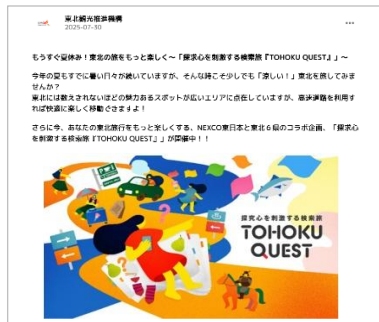 東北観光推進機構
2025-07-30
もうすぐ夏休み！東北の旅をもっと楽しく～「探求心を刺激する検索旅『TOHOKU QUEST』」～
今年の夏もすでに暑い日々が続いていますが、そんな時こそ少しでも「涼しい！」東北を旅してみま
せんか？
東北には数えきれないほどの魅力あるスポットが広いエリアに点在していますが、高速道路を利用す
れば快適に楽しく移動できますよ！
さらに今、あなたの東北旅行をもっと楽しくする、NEXCO東日本と東北６県のコラボ企画、「探求心
を刺激する検索旅『TOHOKU QUEST』」が開催中！！
探究心を刺激する検索旅
TOHOKU
QUEST